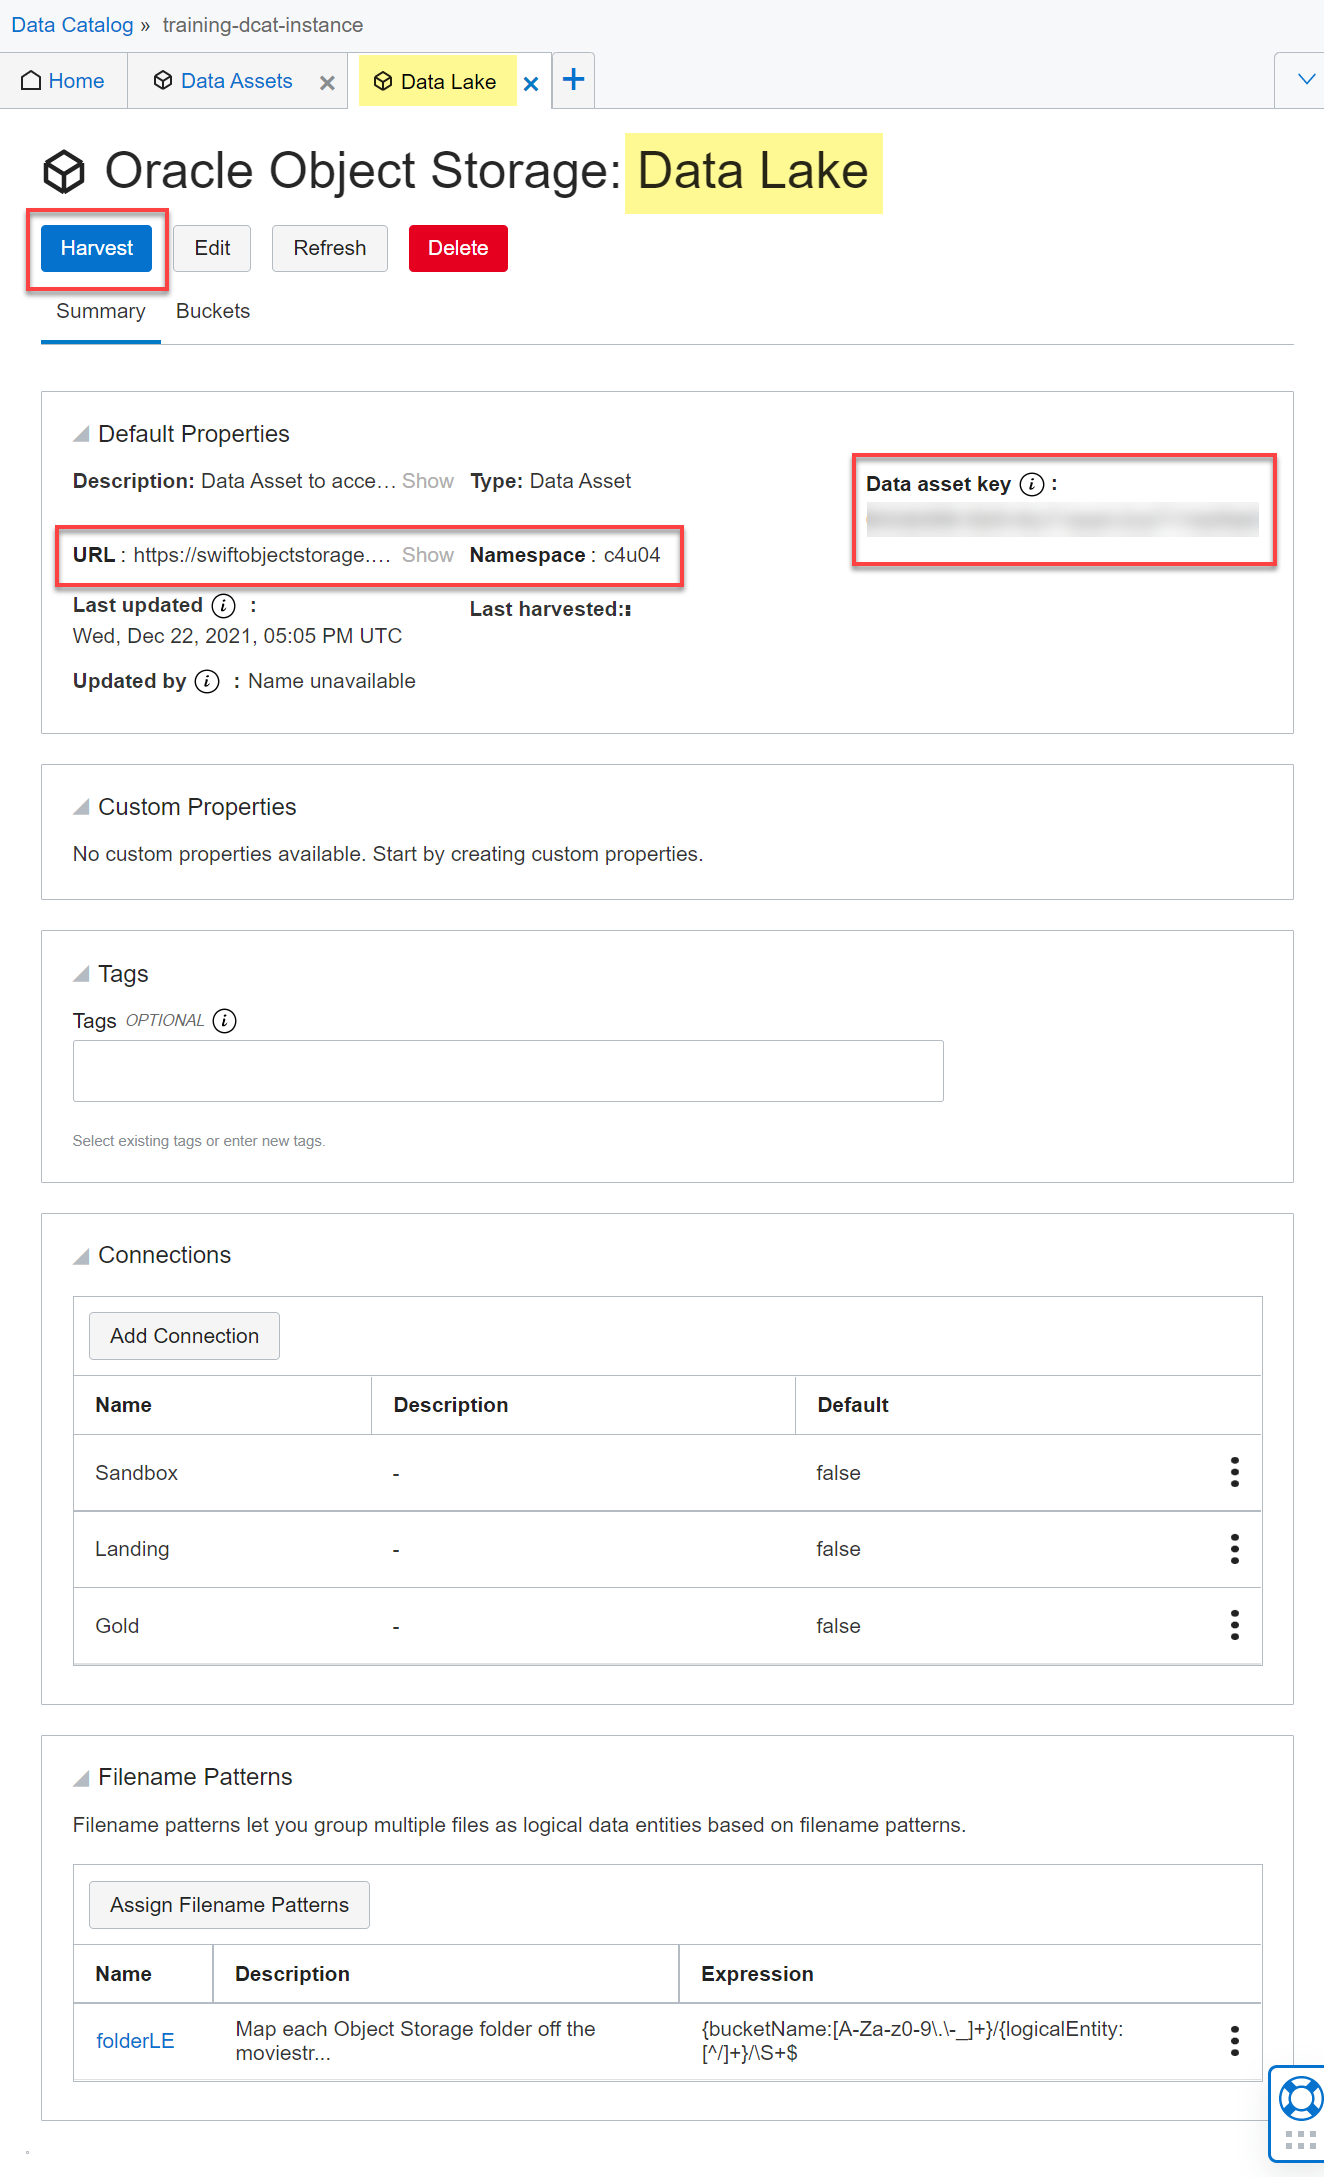 Data Catalog » training-dcat-instance
Home Data Assets Data Lake
Oracle Object Storage: Data Lake
Harvest Edit Refresh Delete
Summary Buckets
Default Properties
Description: Data Asset to acce... Show Type: Data Asset
Data asset key i :
URL : https://swiftobjectstorage.... Show Namespace : c4u04
Last updated i :
Last harvested::
Wed, Dec 22, 2021, 05:05 PM UTC
Updated by i : Name unavailable
Custom Properties
No custom properties available. Start by creating custom properties.
Tags
Tags OPTIONAL i
Select existing tags or enter new tags.
Connections
Add Connection
Name Description Default
Sandbox - false
Landing - false
Gold - false
Filename Patterns
Filename patterns let you group multiple files as logical data entities based on filename patterns.
Assign Filename Patterns
Name Description Expression
folderLE Map each Object Storage folder off the moviestr... {bucketName:[A-Za-z0-9\.\-_]+}/{logicalEntity:
[^/]+}/\S+$